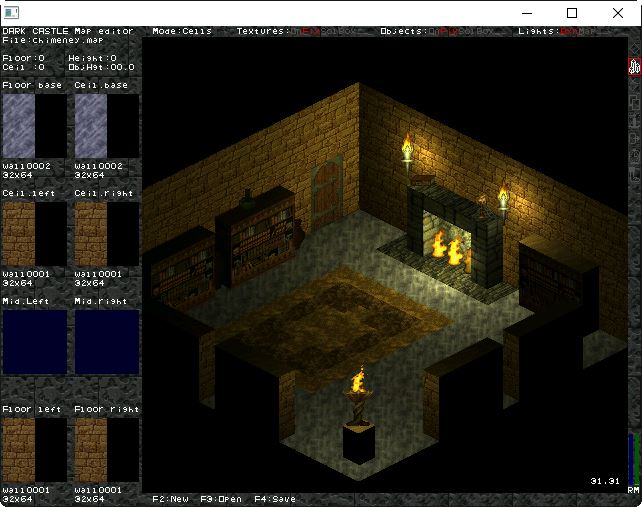 DARK CASTLE Map editor
Mode:Cells Textures: Objects: Lights:
File:chimeney.map
Floor:0 Height:0
Ceil :0 ObjHgt:00.0
Floor base Ceil.base
wall0002 wall0002
32x64 32x64
Ceil.left Ceil.right
wall0001 wall0001
32x64 32x64
Mid.Left Mid.right
Floor left Floor right
wall0001 wall0001
32x64 32x64
31.31
RM
F2:New F3:Open F4:Save